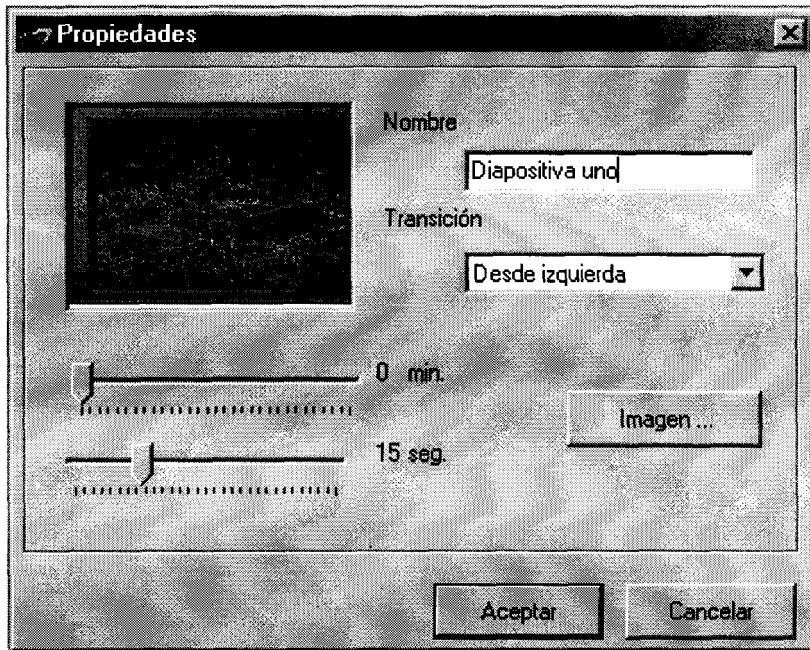 Propiedades
Nombre
Diapositiva uno
Transición
Desde izquierda
0 min.
15 seg.
Imagen ...
Aceptar
Cancelar